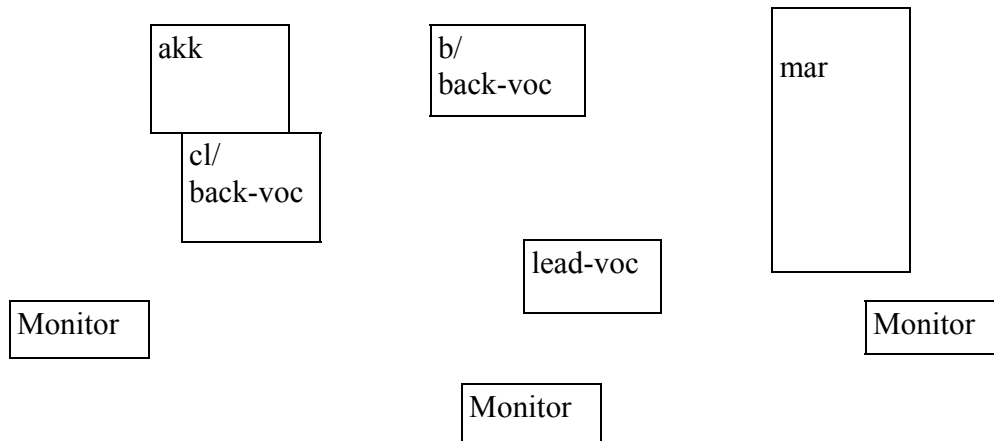 akk
b/
back-voc
mar
cl/
back-voc
lead-voc
Monitor
Monitor
Monitor